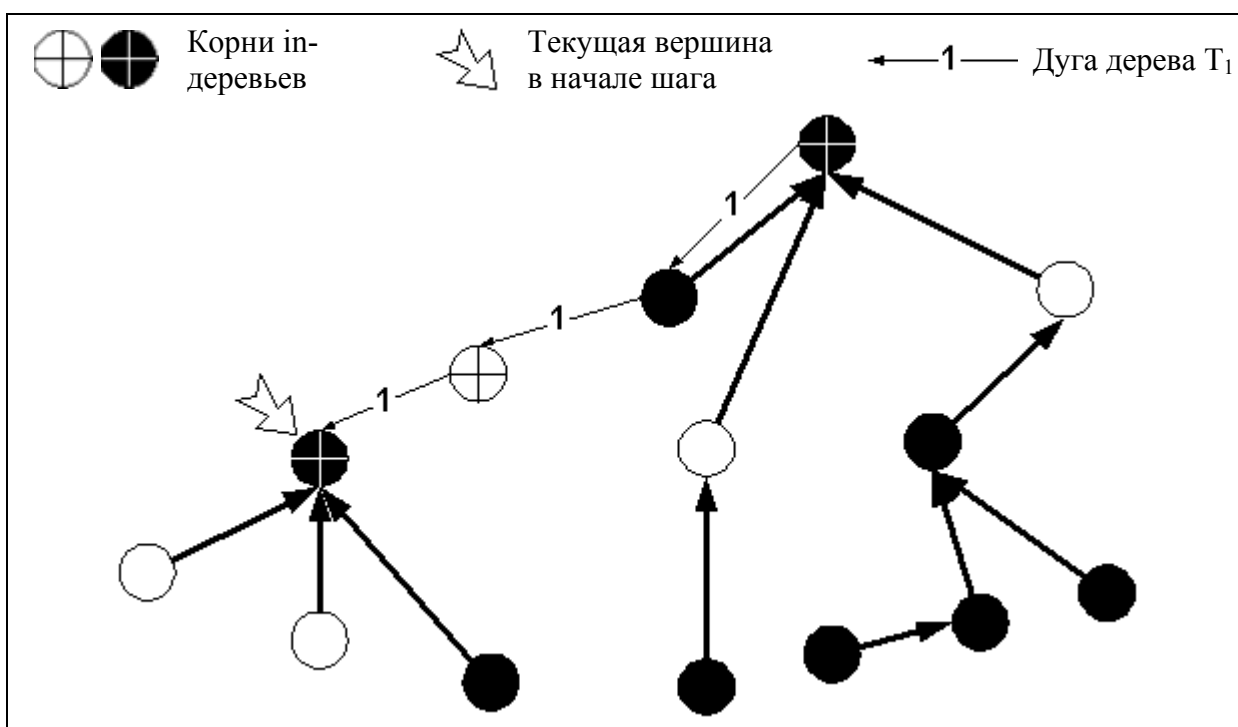 Корни in-
деревьев
Текущая вершина
в начале шага
1
Дуга дерева T₁
1
1
1